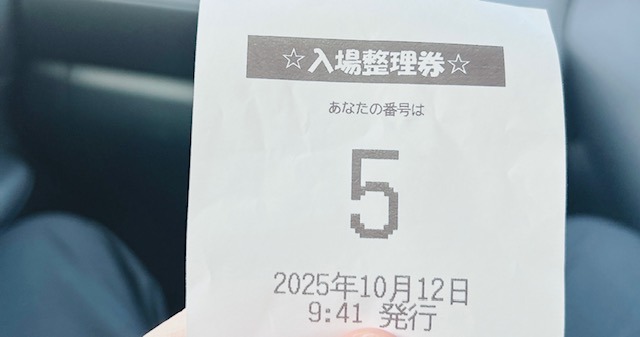 ☆入場整理券☆
あなたの番号は
5
2025年10月12日
9:41 発行